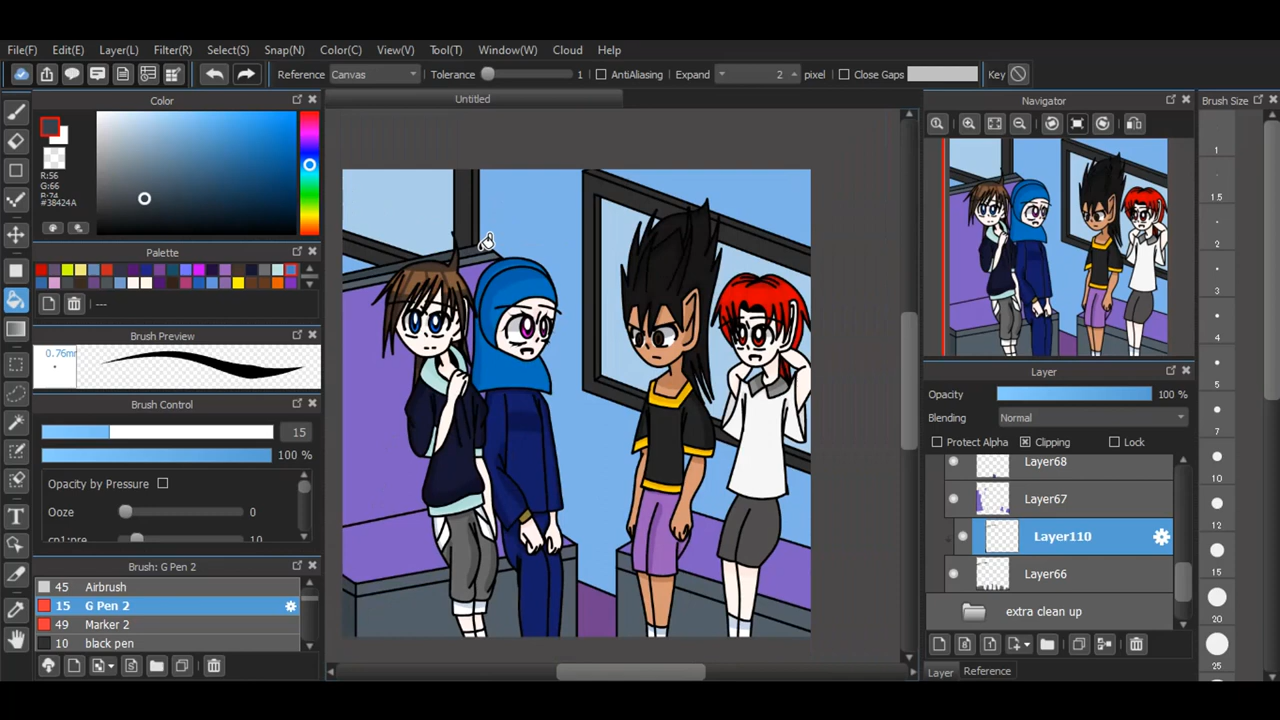 File(F) Edit(E) Layer(L) Filter(R) Select(S) Snap(N) Color(C) View(V) Tool(T) Window(W) Cloud Help
Reference Canvas Tolerance 1 AntiAliasing Expand 2 pixel Close Gaps Key
Color
R:56
G:66
B:74
#38424A
Palette
---
Brush Preview
0.76m
Brush Control
15
100 %
Opacity by Pressure
Ooze 0
cp1:pre 10
Brush: G Pen 2
45 Airbrush
15 G Pen 2
49 Marker 2
10 black pen
Untitled
Navigator
Layer
Opacity 100 %
Blending Normal
Protect Alpha Clipping Lock
Layer68
Layer67
Layer110
Layer66
extra clean up
Layer Reference
Brush Size
1
1.5
2
3
4
5
7
10
12
15
20
25